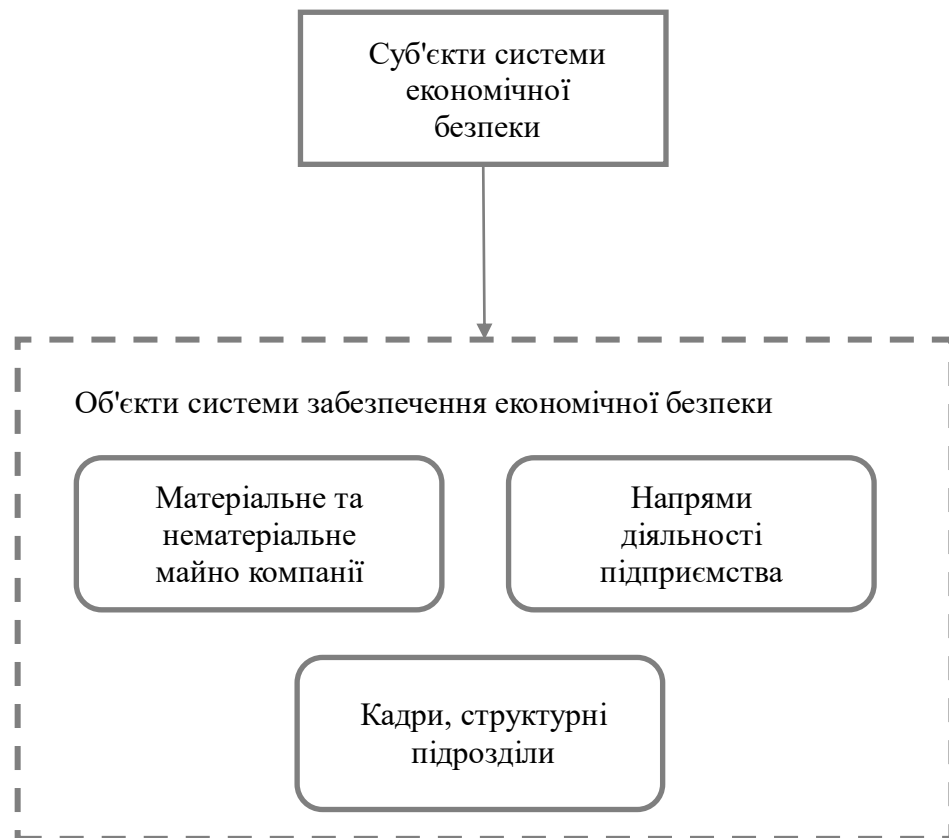 Суб'єкти системи
економічної
безпеки
Об'єкти системи забезпечення економічної безпеки
Матеріальне та
нематеріальне
майно компанії
Напрями
діяльності
підприємства
Кадри, структурні
підрозділи